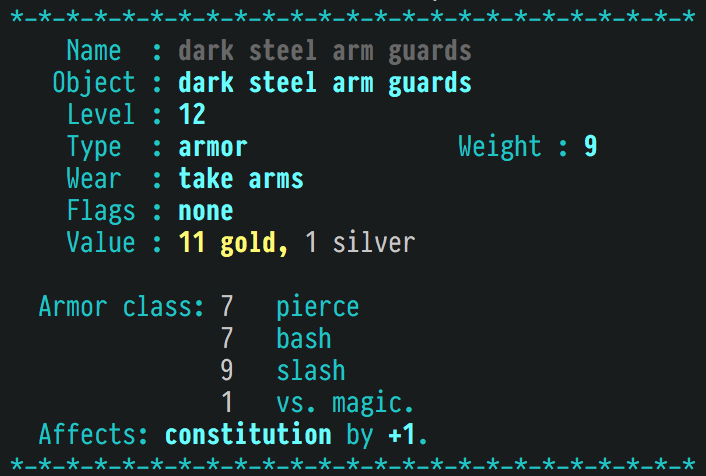 *-*-*-*-*-*-*-*-*-*-*-*-*-*-*-*-*-*-*-*-*-*-*-*-*
Name : dark steel arm guards
Object : dark steel arm guards
Level : 12
Type : armor Weight : 9
Wear : take arms
Flags : none
Value : 11 gold, 1 silver
Armor class: 7 pierce
7 bash
9 slash
1 vs. magic.
Affects: constitution by +1.
*-*-*-*-*-*-*-*-*-*-*-*-*-*-*-*-*-*-*-*-*-*-*-*-*